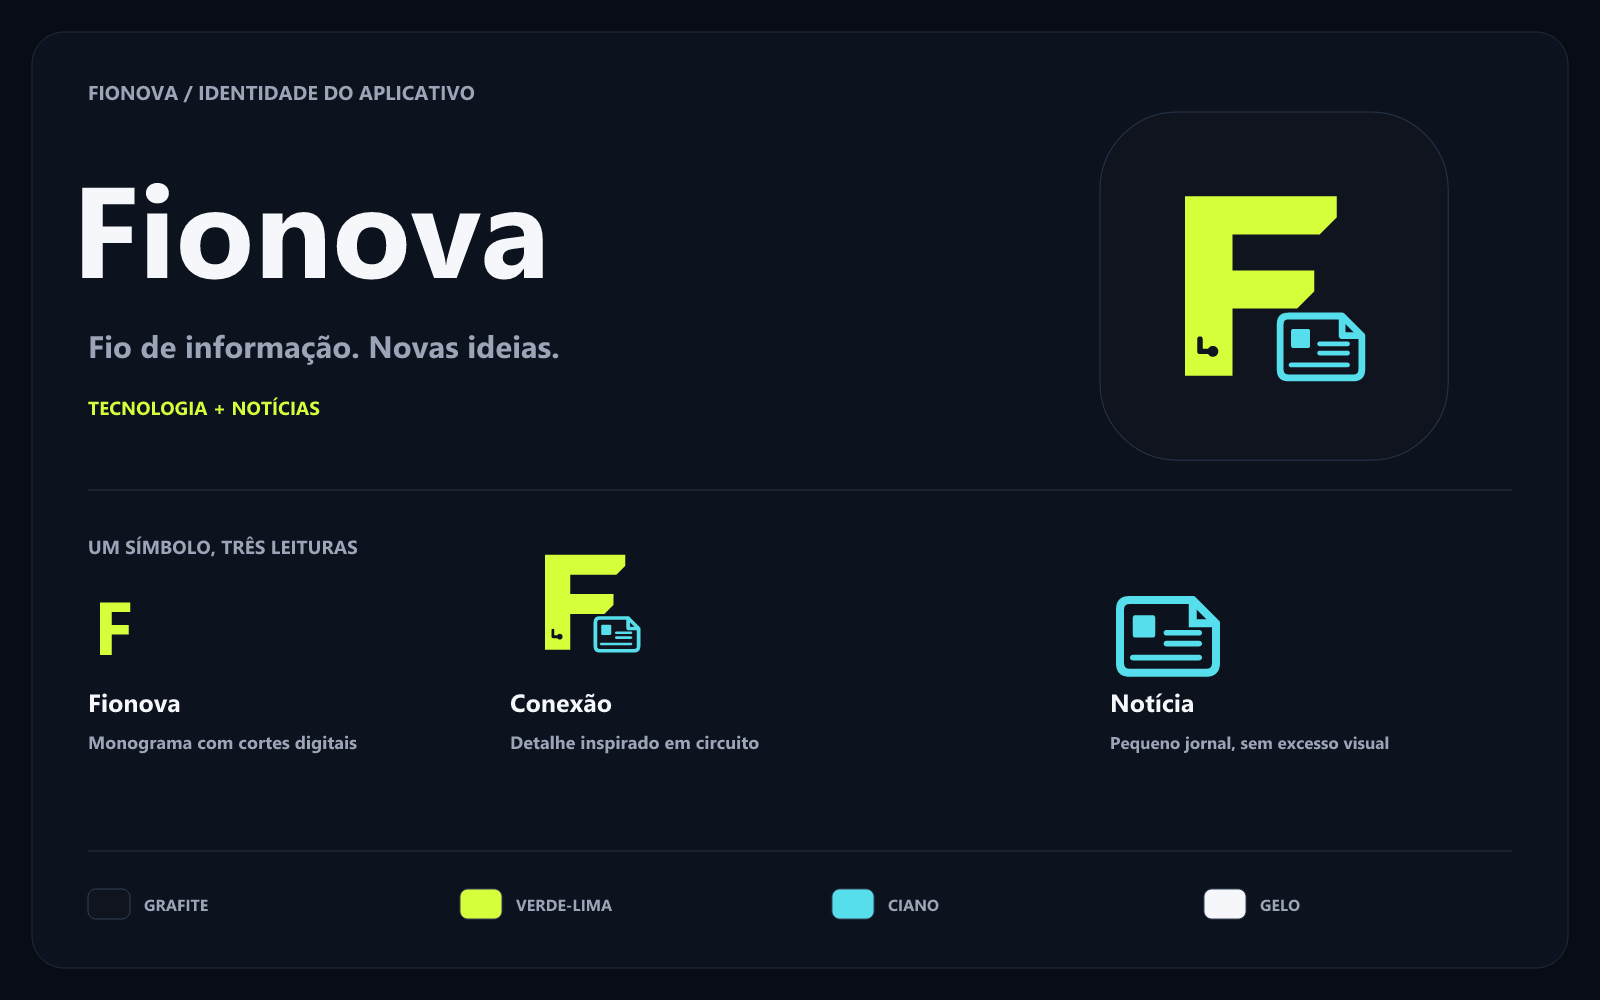 FIONOVA / IDENTIDADE DO APLICATIVO
Fionova
Fio de informação. Novas ideias.
TECNOLOGIA + NOTÍCIAS
F
UM SÍMBOLO, TRÊS LEITURAS
F
F
Fionova
Monograma com cortes digitais
Conexão
Detalhe inspirado em circuito
Notícia
Pequeno jornal, sem excesso visual
GRAFITE
VERDE-LIMA
CIANO
GELO